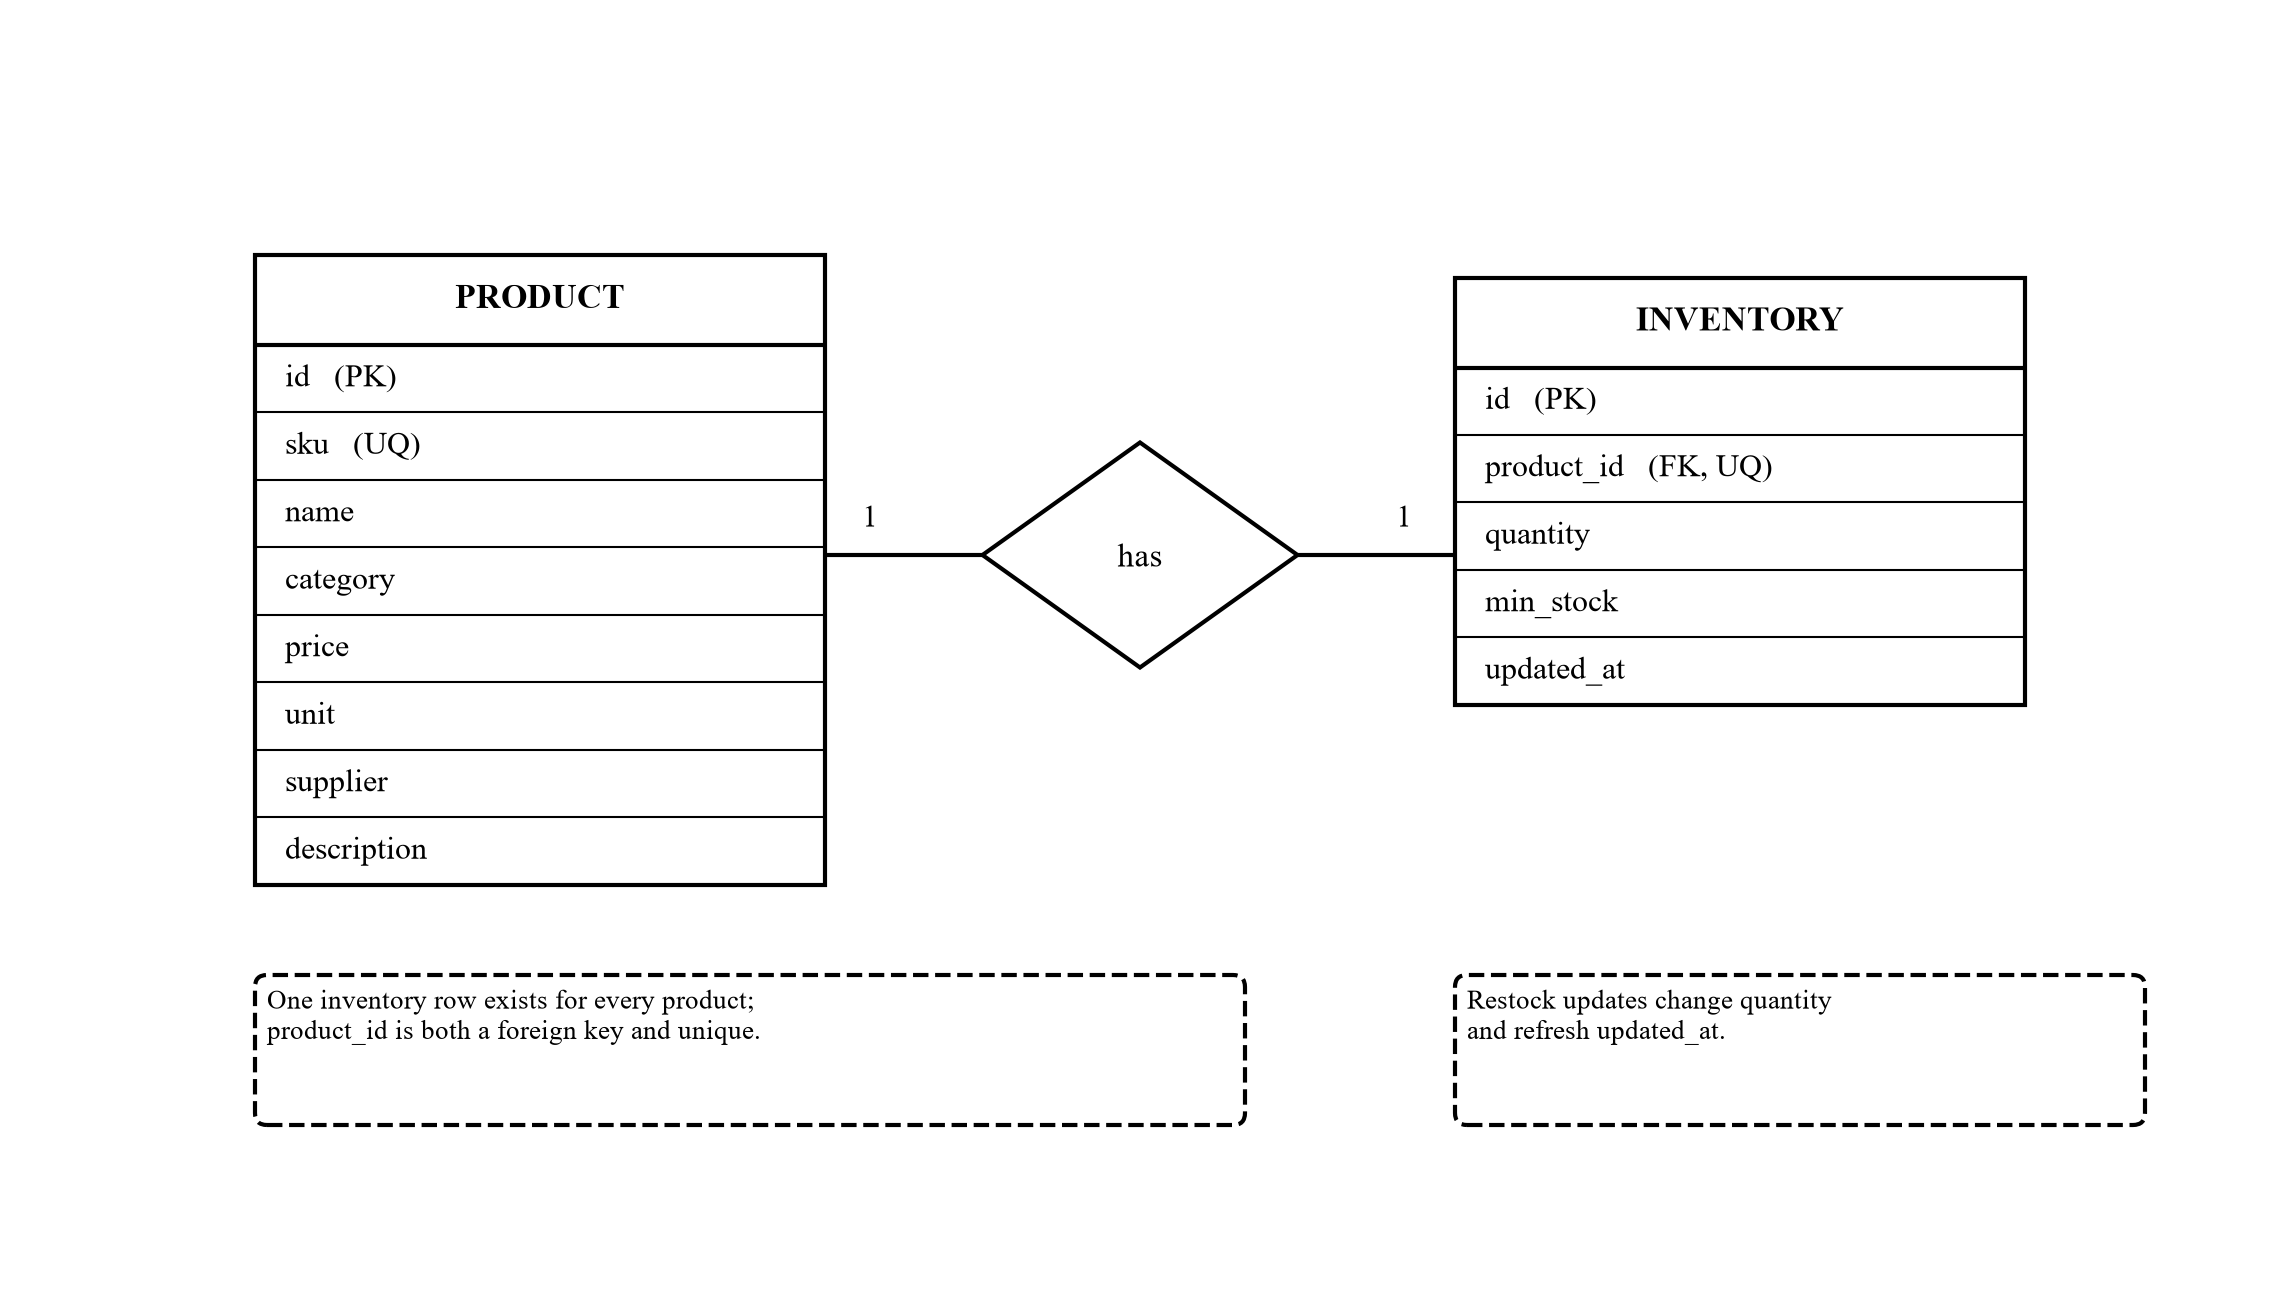 PRODUCT
id (PK)
sku (UQ)
name
category
price
unit
supplier
description
1
has
1
INVENTORY
id (PK)
product_id (FK, UQ)
quantity
min_stock
updated_at
One inventory row exists for every product;
product_id is both a foreign key and unique.
Restock updates change quantity
and refresh updated_at.